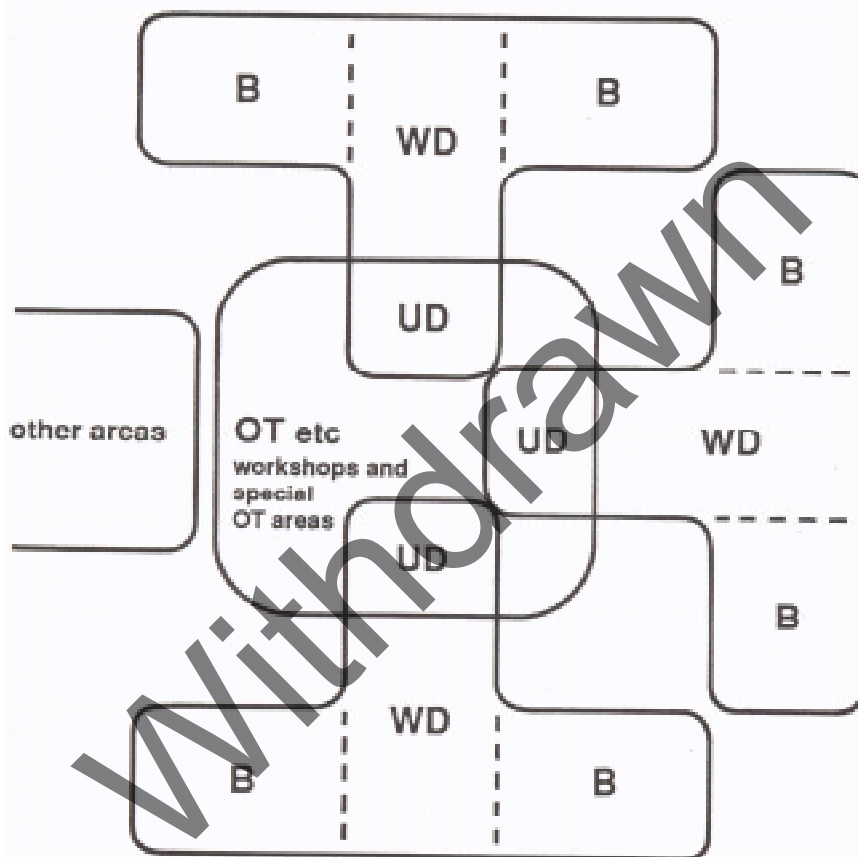 B
B
WD
B
UD
other areas
OT etc
UD
WD
workshops and
special
OT areas
UD
B
WD
B
B
Withdrawn